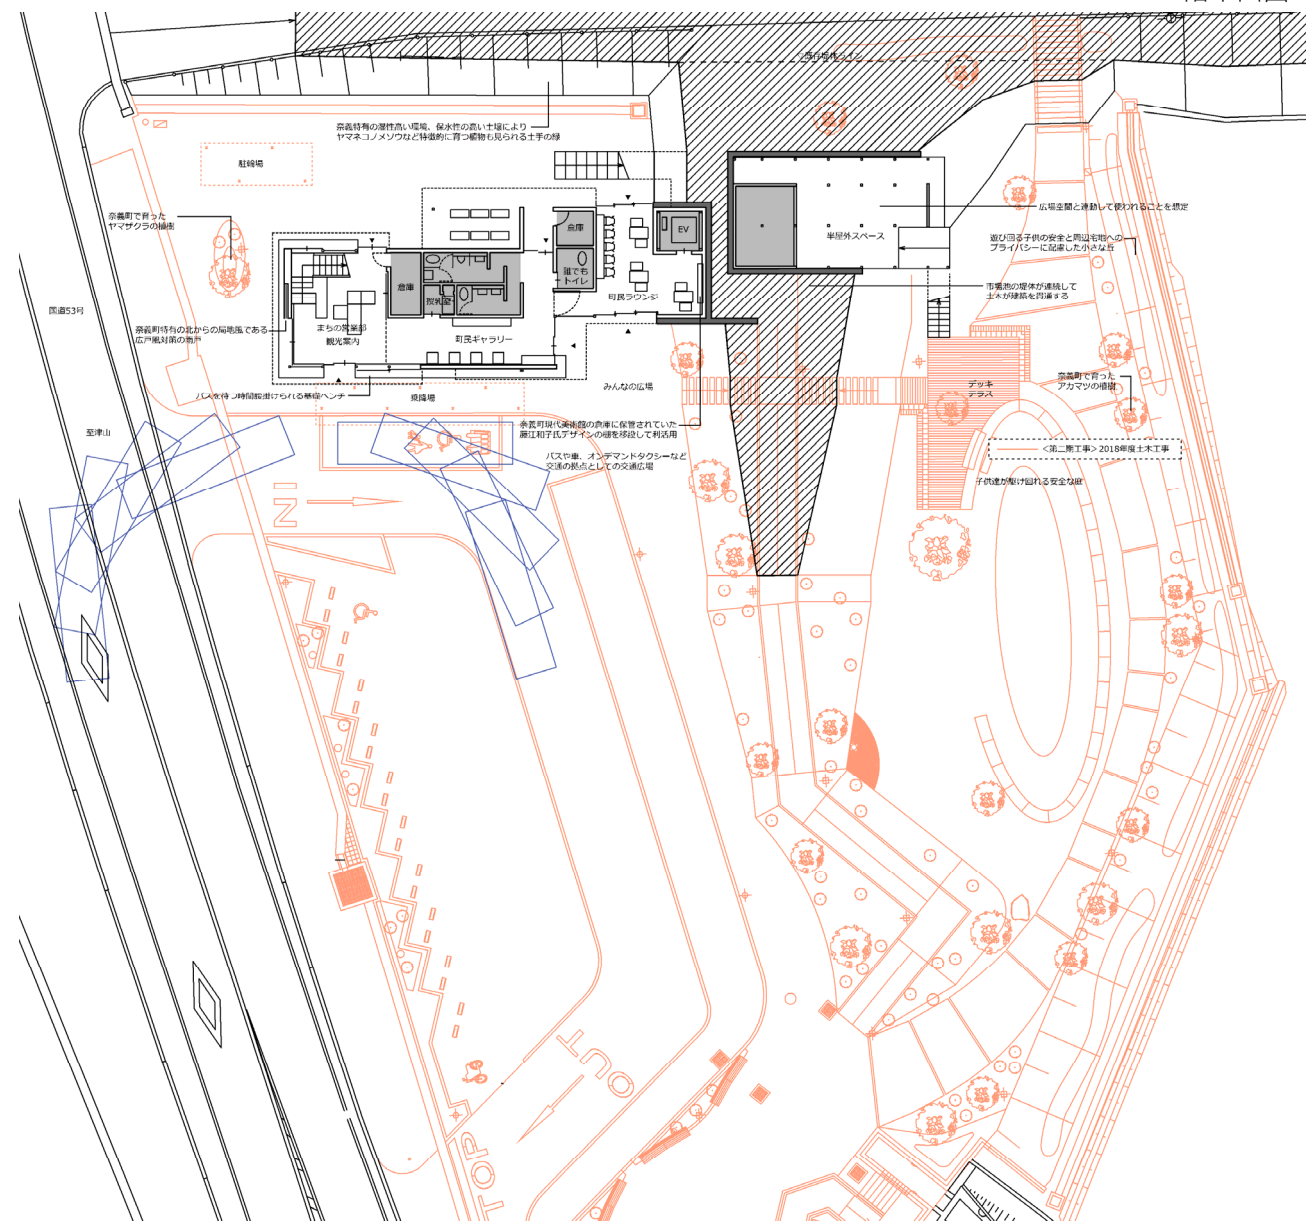 既存堤体ライン
奈義特有の湿性高い環境、保水性の高い土壌により
ヤマネコノメソウなど特徴的に育つ植物も見られる土手の緑
駐輪場
奈義町で育った
ヤマザクラの植樹
倉庫
EV
半屋外スペース
広場空間と連動して使われることを想定
遊び回る子供の安全と周辺宅地への
プライバシーに配慮した小さな丘
誰でも
トイレ
倉庫
授乳室
町民ラウンジ
市場池の堤体が連続して
土木が建築を貫通する
国道53号
奈義町特有の北からの局地風である
広戸風対策の雨戸
まちの営業部
観光案内
町民ギャラリー
バスを待つ時間腰掛けられる基礎ベンチ
乗降場
みんなの広場
デッキ
テラス
奈義町で育った
アカマツの植樹
至津山
奈義町現代美術館の倉庫に保管されていた
藤江和子氏デザインの棚を移設して利活用
バスや車、オンデマンドタクシーなど
交通の拠点としての交通広場
＜第二期工事＞2018年度土木工事
子供達が駆け回れる安全な庭
IN
OUT
TOP